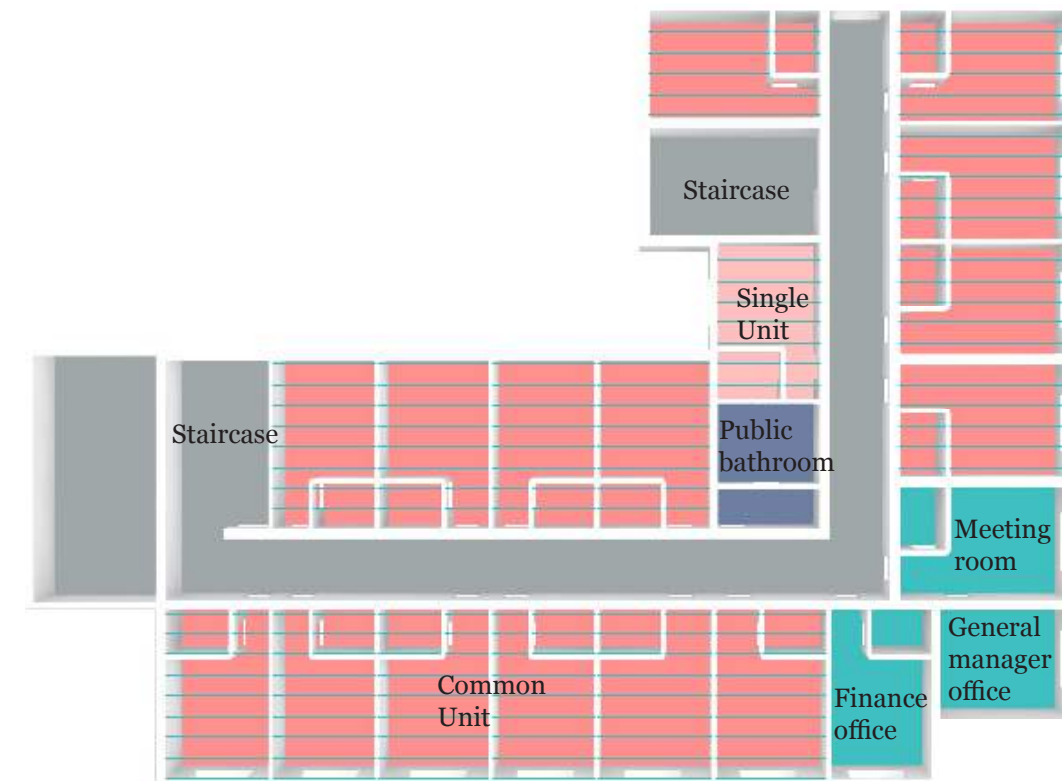 Staircase
Single
Unit
Staircase
Public
bathroom
Meeting
room
General
manager
office
Common
Unit
Finance
office